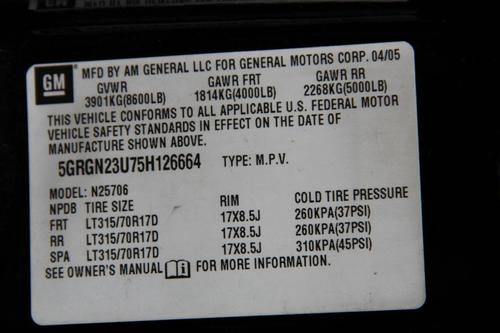 GM
MFD BY AM GENERAL LLC FOR GENERAL MOTORS CORP. 04/05
GVWR GAWR FRT GAWR RR
3901KG(8600LB) 1814KG(4000LB) 2268KG(5000LB)
THIS VEHICLE CONFORMS TO ALL APPLICABLE U.S. FEDERAL MOTOR
VEHICLE SAFETY STANDARDS IN EFFECT ON THE DATE OF
MANUFACTURE SHOWN ABOVE.
5GRGN23U75H126664 TYPE: M.P.V.
MODEL: N25706
NPDB TIRE SIZE RIM COLD TIRE PRESSURE
FRT LT315/70R17D 17X8.5J 260KPA(37PSI)
RR LT315/70R17D 17X8.5J 260KPA(37PSI)
SPA LT315/70R17D 17X8.5J 310KPA(45PSI)
SEE OWNER'S MANUAL FOR MORE INFORMATION.